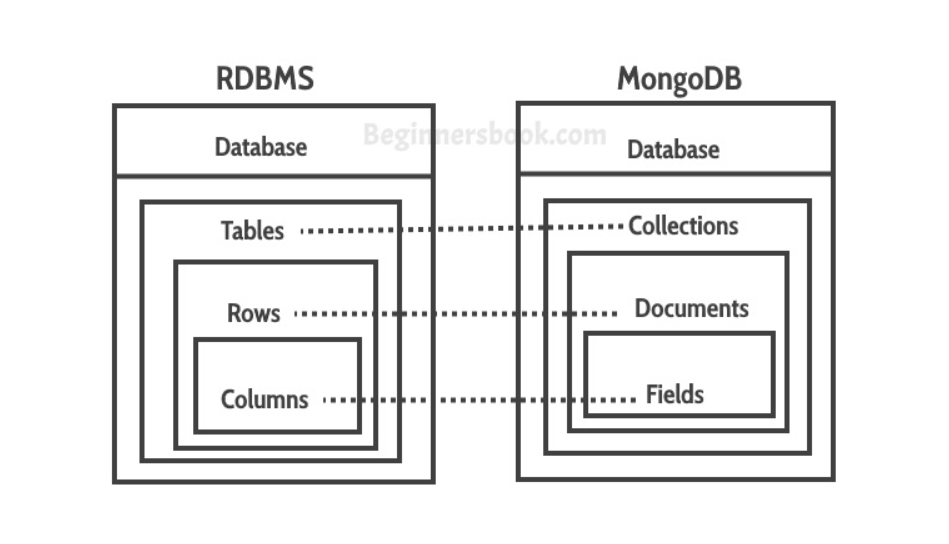 RDBMS
Database
Tables
Rows
Columns
MongoDB
Database
Collections
Documents
Fields
Beginnersbook.com